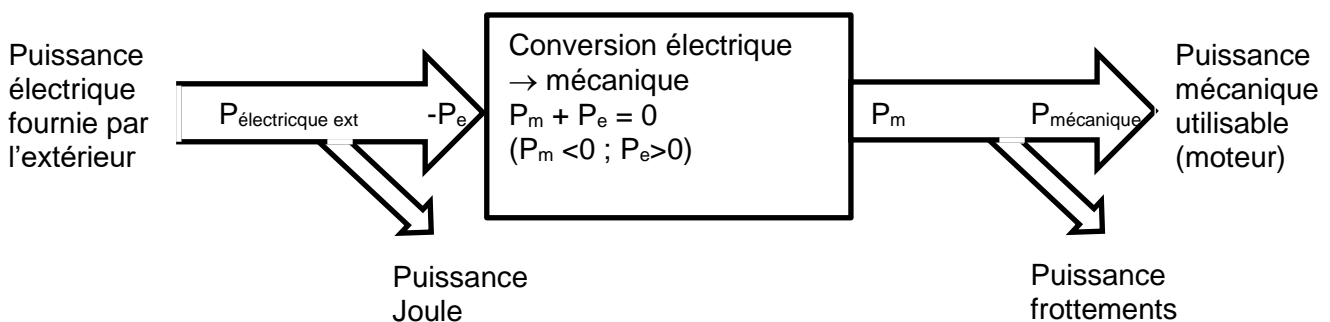 Puissance
électrique
fournie par
l'extérieur
Pélectricque ext
-Pe
Conversion électrique
→ mécanique
Pm + Pe = 0
(Pm <0 ; Pe>0)
Pm
Pmécanique
Puissance
mécanique
utilisable
(moteur)
Puissance
Joule
Puissance
frottements